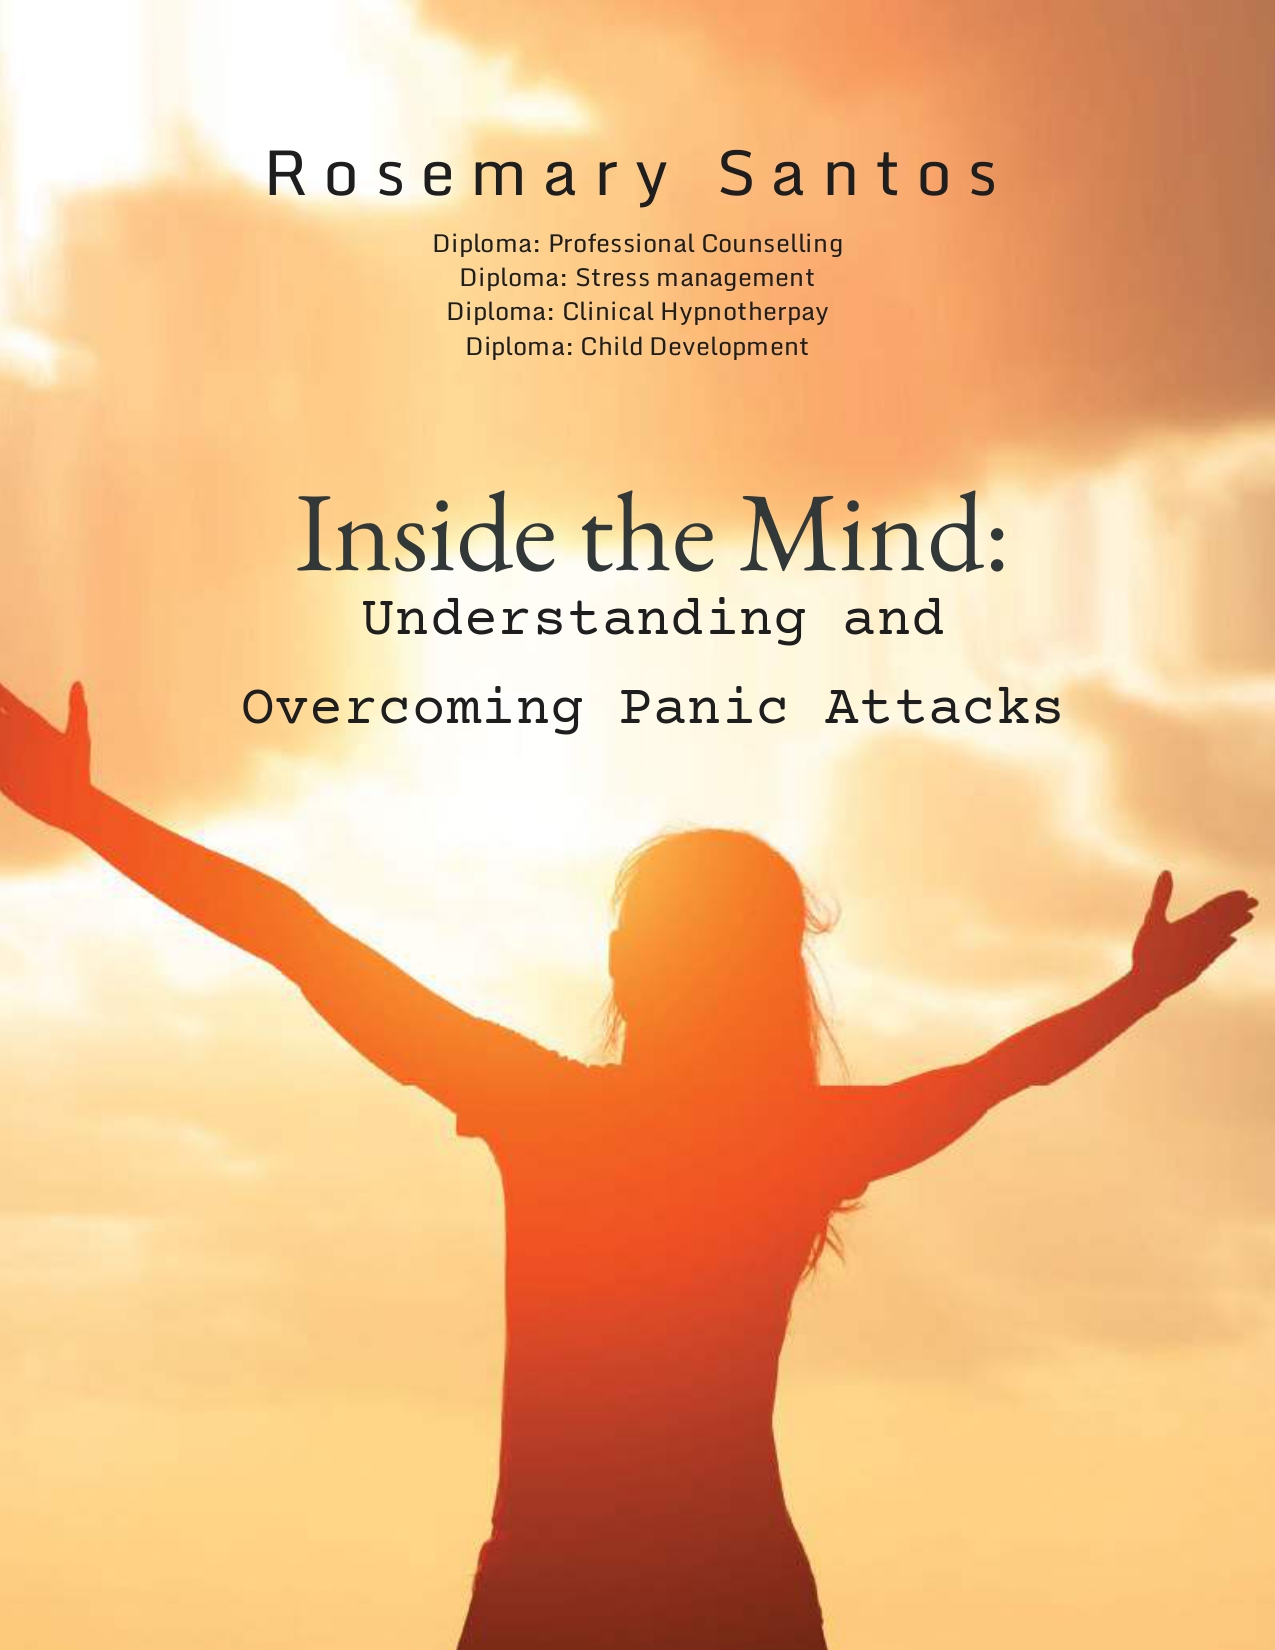 Rosemary Santos
Diploma: Professional Counselling
Diploma: Stress management
Diploma: Clinical Hypnotherpay
Diploma: Child Development
Inside the Mind:
Understanding and
Overcoming Panic Attacks